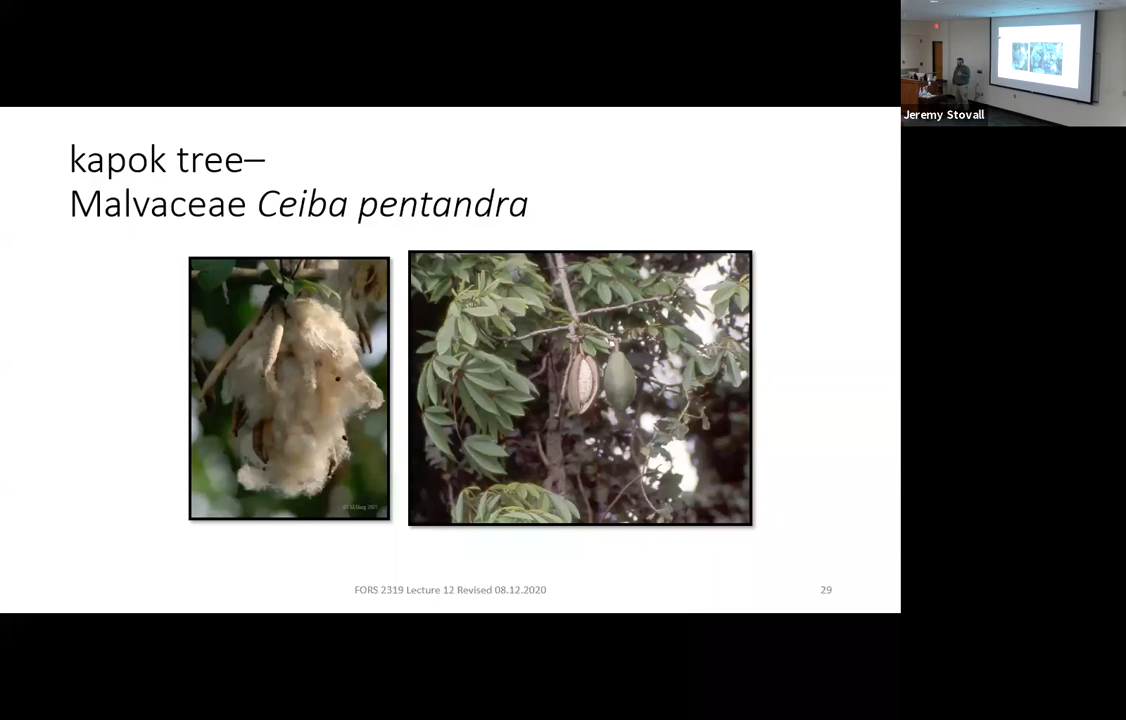 kapok tree–
Malvaceae Ceiba pentandra
FORS 2319 Lecture 12 Revised 08.12.2020
29
Jeremy Stovall